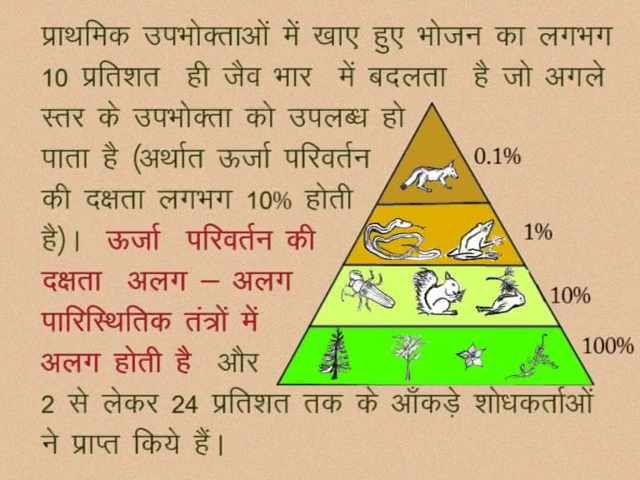 प्राथमिक उपभोक्ताओं में खाए हुए भोजन का लगभग
10 प्रतिशत ही जैव भार में बदलता है जो अगले
स्तर के उपभोक्ता को उपलब्ध हो
पाता है (अर्थात ऊर्जा परिवर्तन
की दक्षता लगभग 10% होती
है)। ऊर्जा परिवर्तन की
दक्षता अलग – अलग
पारिस्थितिक तंत्रों में
अलग होती है और
2 से लेकर 24 प्रतिशत तक के आँकड़े शोधकर्ताओं
ने प्राप्त किये हैं।
0.1%
1%
10%
100%